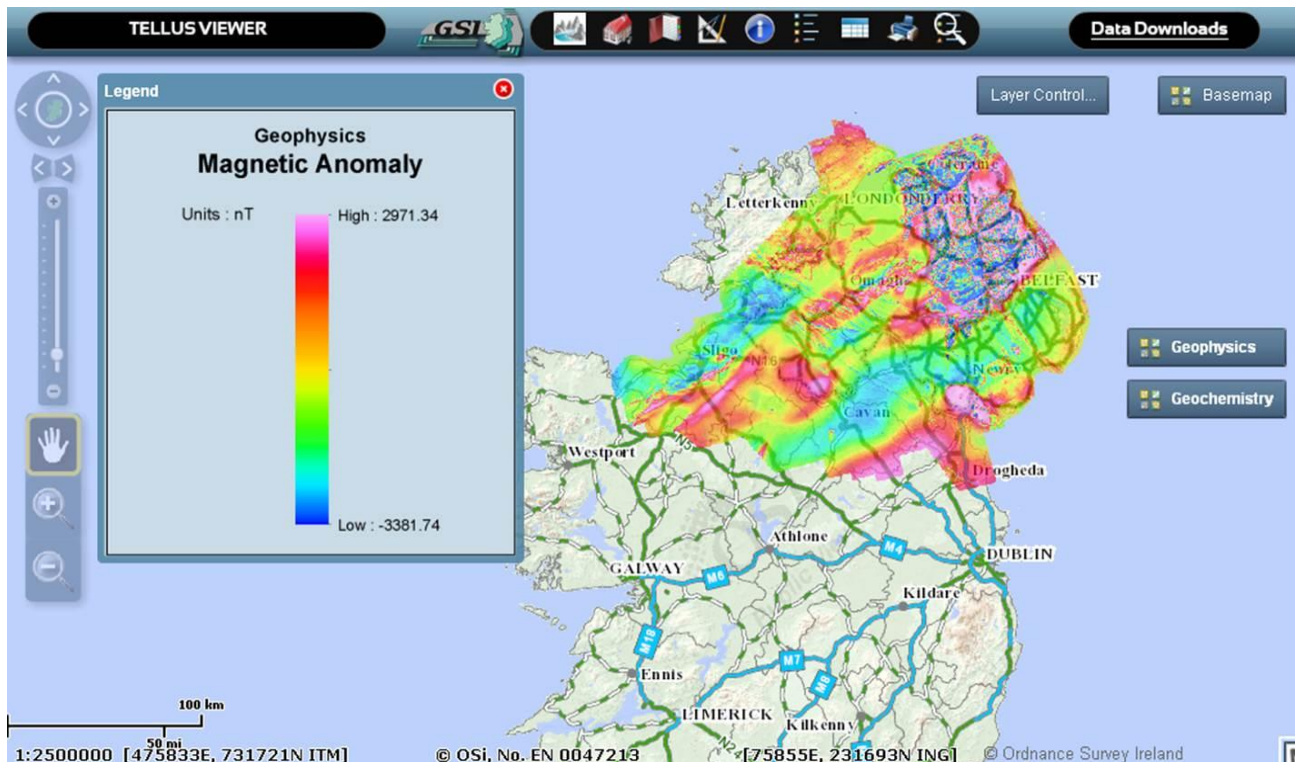 TELLUS VIEWER
GSI
Data Downloads
Legend
Geophysics
Magnetic Anomaly
Units : nT
High : 2971.34
Low : -3381.74
Layer Control...
Basemap
Geophysics
Geochemistry
Coleraine
Letterkenny
LONDONDERRY
Omagh
BELFAST
Sligo
N16
Newry
Cavan
N5
Westport
Drogheda
Athlone
M4
DUBLIN
GALWAY
M6
Kildare
M18
M7
Ennis
M8
LIMERICK
Kilkenny
100 km
50 mi
1:2500000 [475833E, 731721N ITM]
© OSi, No. EN 0047213
[75855E, 231693N ING]
© Ordnance Survey Ireland